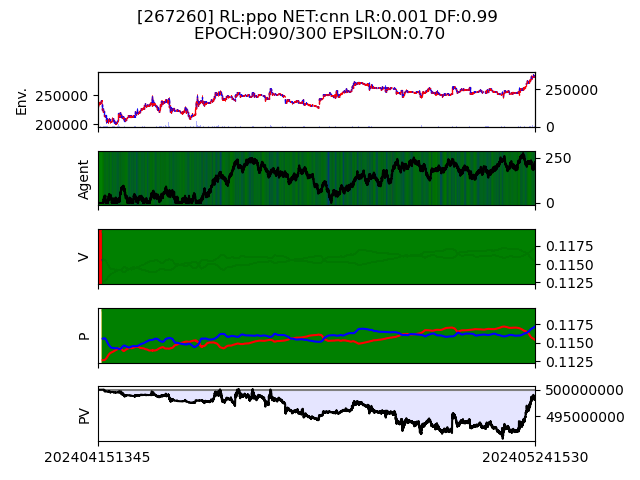 [267260] RL:ppo NET:cnn LR:0.001 DF:0.99
EPOCH:090/300 EPSILON:0.70
Env.
250000
200000
250000
0
Agent
250
0
V
0.1175
0.1150
0.1125
P
0.1175
0.1150
0.1125
PV
500000000
495000000
202404151345
202405241530